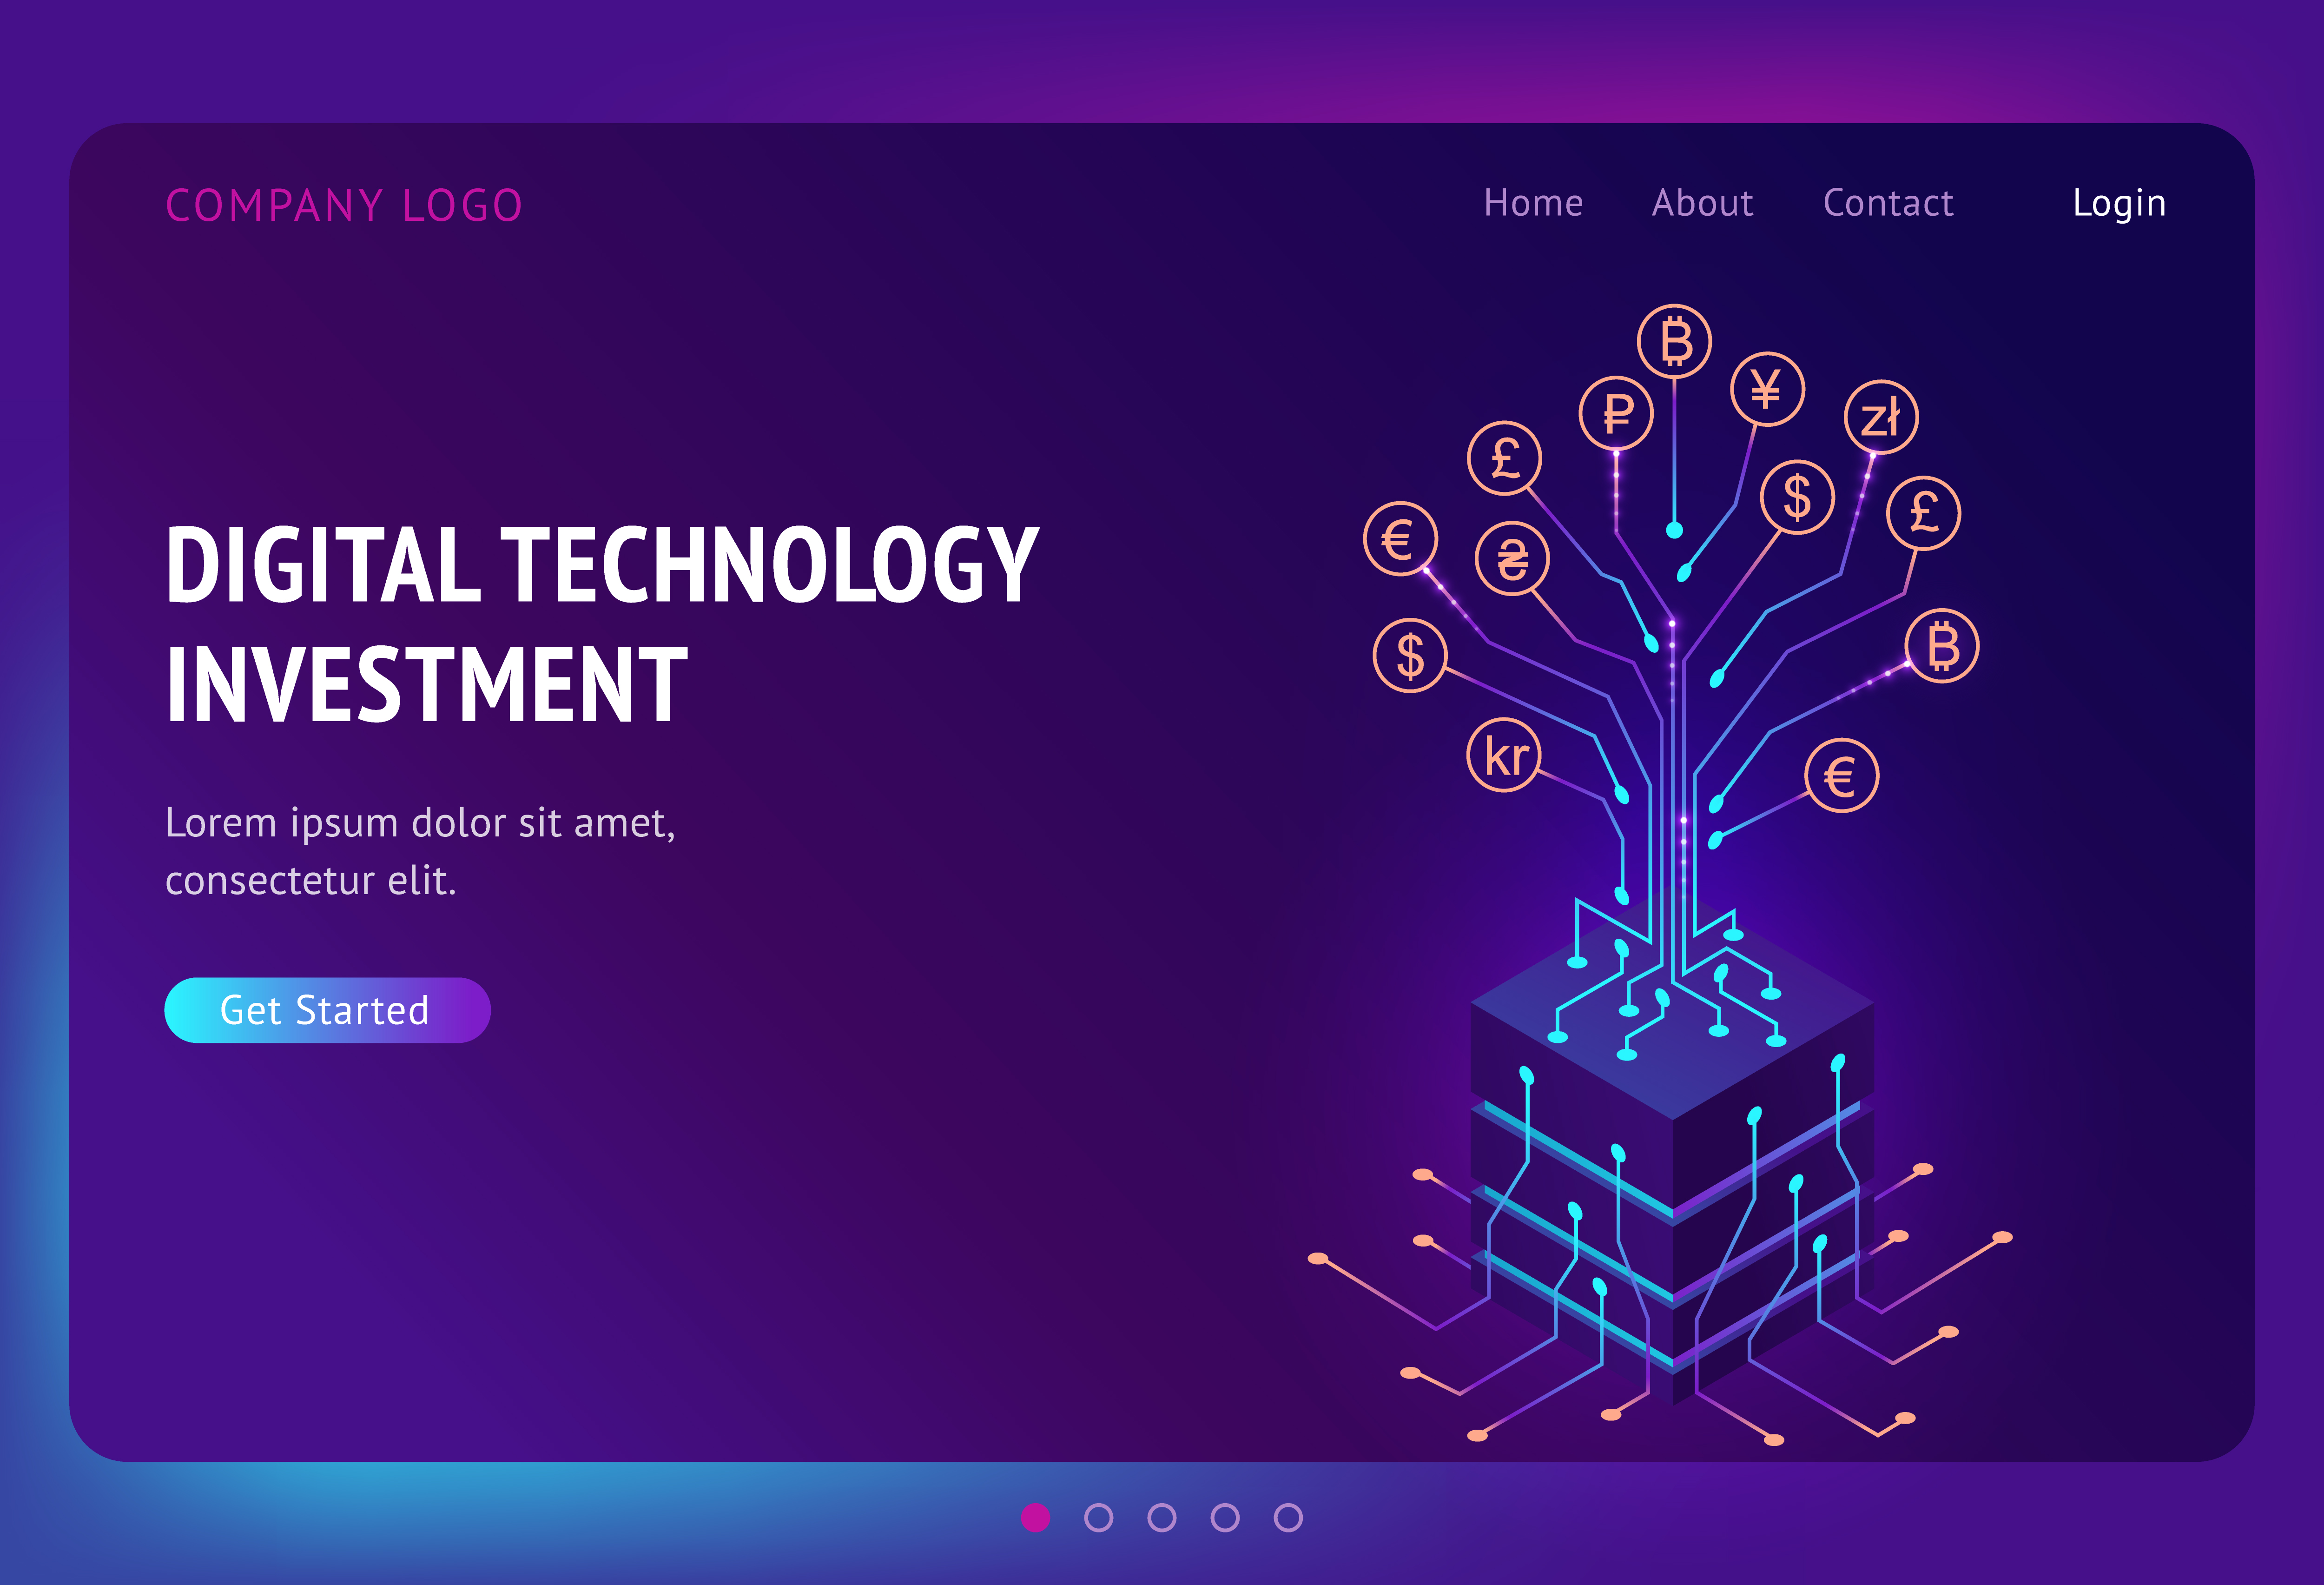 COMPANY LOGO
Home About Contact Login
DIGITAL TECHNOLOGY
INVESTMENT
Lorem ipsum dolor sit amet,
consectetur elit.
Get Started
₿
¥
₽
zł
£
$
£
€
₴
₿
$
kr
€